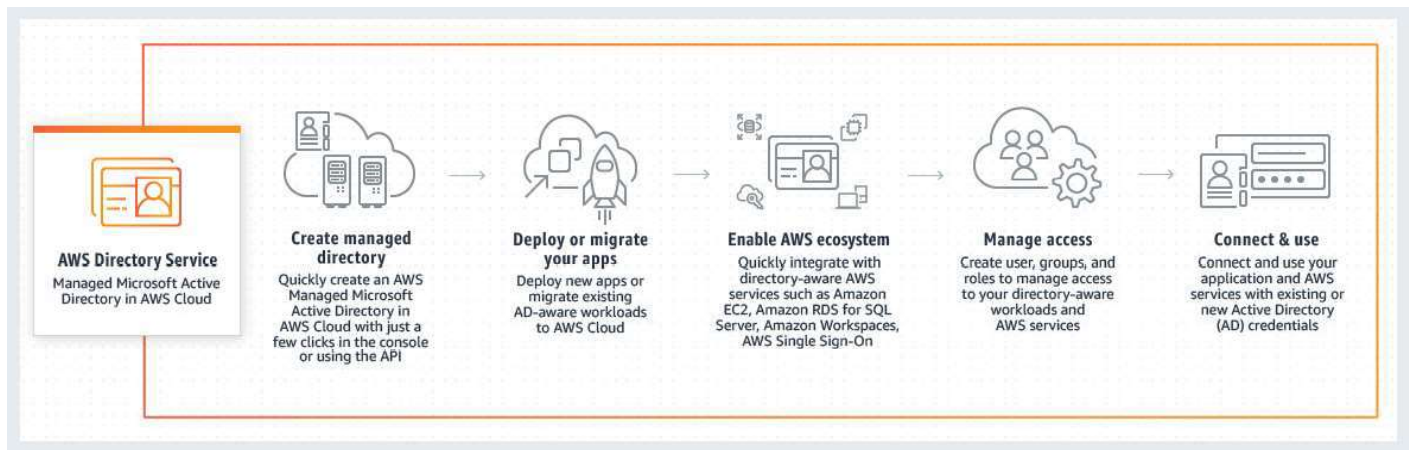 AWS Directory Service
Managed Microsoft Active
Directory in AWS Cloud
Create managed
directory
Quickly create an AWS
Managed Microsoft
Active Directory in
AWS Cloud with just a
few clicks in the console
or using the API
Deploy or migrate
your apps
Deploy new apps or
migrate existing
AD-aware workloads
to AWS Cloud
Enable AWS ecosystem
Quickly integrate with
directory-aware AWS
services such as Amazon
EC2, Amazon RDS for SQL
Server, Amazon Workspaces,
AWS Single Sign-On
Manage access
Create user, groups, and
roles to manage access
to your directory-aware
workloads and
AWS services
Connect & use
Connect and use your
application and AWS
services with existing or
new Active Directory
(AD) credentials